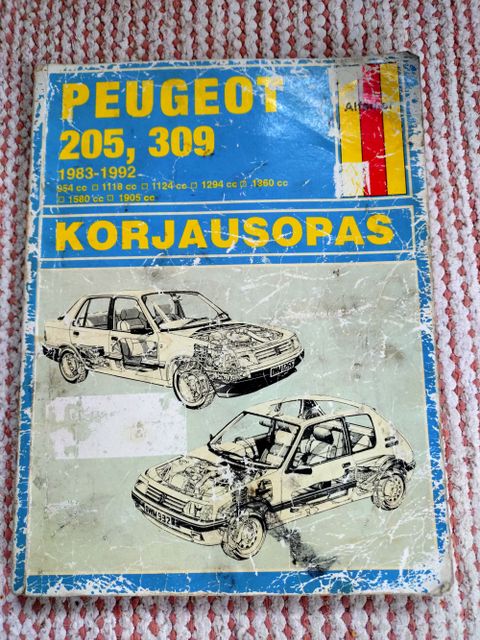 PEUGEOT
205, 309
1983-1992
954 cc □ 1118 cc □ 1124 cc □ 1294 cc □ 1360 cc
□ 1580 cc □ 1905 cc
KORJAUSOPAS